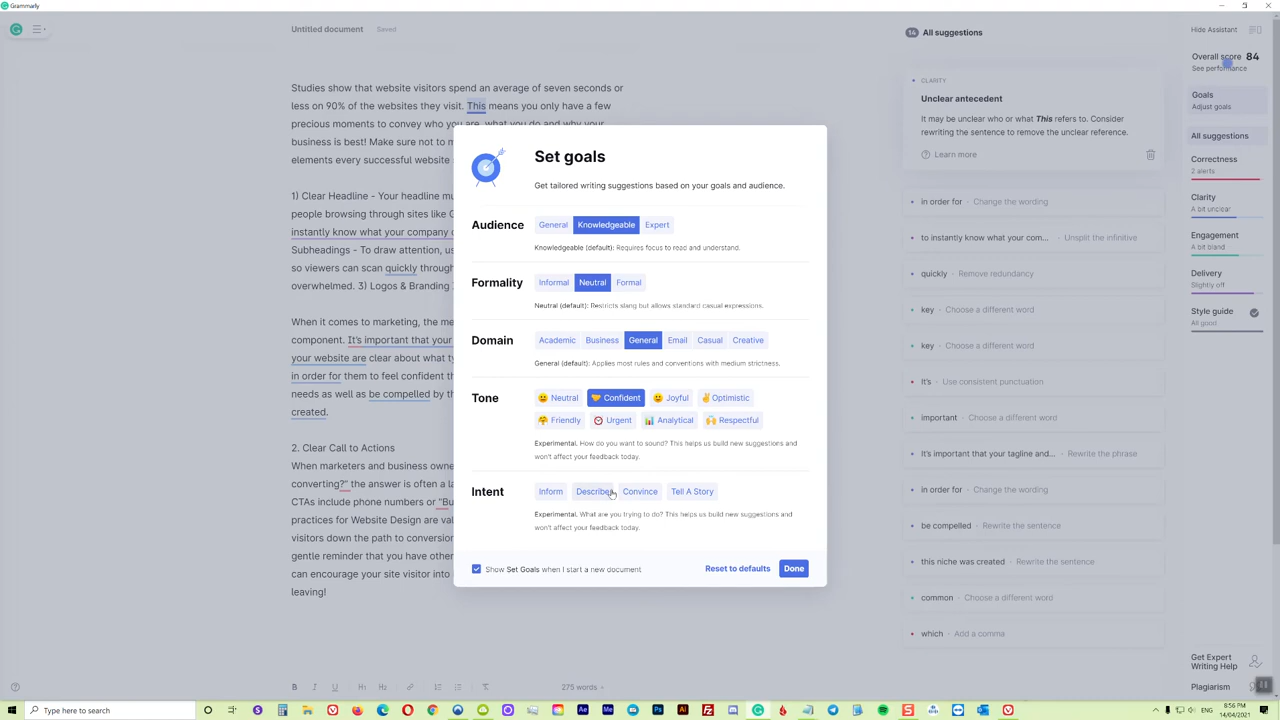 Grammarly
Untitled document
Saved
Studies show that website visitors spend an average of seven seconds or
less on 90% of the websites they visit. This means you only have a few
precious moments to convey who you are, what you do and why your
business is best! Make sure not to m
elements every successful website
1) Clear Headline - Your headline mu
people browsing through sites like G
instantly know what your company
Subheadings - To draw attention, us
so viewers can scan quickly through
overwhelmed. 3) Logos & Branding
When it comes to marketing, the me
component. It's important that your
your website are clear about what ty
in order for them to feel confident th
needs as well as be compelled by th
created.
2. Clear Call to Actions
When marketers and business owne
converting?" the answer is often a la
CTAs include phone numbers or "Bu
practices for Website Design are val
visitors down the path to conversion
gentle reminder that you have other
can encourage your site visitor into
leaving!
Set goals
Get tailored writing suggestions based on your goals and audience.
Audience
General Knowledgeable Expert
Knowledgeable (default): Requires focus to read and understand.
Formality
Informal Neutral Formal
Neutral (default): Restricts slang but allows standard casual expressions.
Domain
Academic Business General Email Casual Creative
General (default): Applies most rules and conventions with medium strictness.
Tone
Neutral Confident Joyful Optimistic
Friendly Urgent Analytical Respectful
Experimental. How do you want to sound? This helps us build new suggestions and
won't affect your feedback today.
Intent
Inform Describe Convince Tell A Story
Experimental. What are you trying to do? This helps us build new suggestions and
won't affect your feedback today.
Show Set Goals when I start a new document
Reset to defaults
Done
14 All suggestions
CLARITY
Unclear antecedent
It may be unclear who or what This refers to. Consider
rewriting the sentence to remove the unclear reference.
Learn more
in order for · Change the wording
to instantly know what your com... · Unsplit the infinitive
quickly · Remove redundancy
key · Choose a different word
key · Choose a different word
It's · Use consistent punctuation
important · Choose a different word
It's important that your tagline and... · Rewrite the phrase
in order for · Change the wording
be compelled · Rewrite the sentence
this niche was created · Rewrite the sentence
common · Choose a different word
which · Add a comma
Hide Assistant
Overall score 84
See performance
Goals
Adjust goals
All suggestions
Correctness
2 alerts
Clarity
A bit unclear
Engagement
A bit bland
Delivery
Slightly off
Style guide
All good
Get Expert
Writing Help
Plagiarism
B I U H1 H2
275 words
Type here to search
8:56 PM
14/04/2021